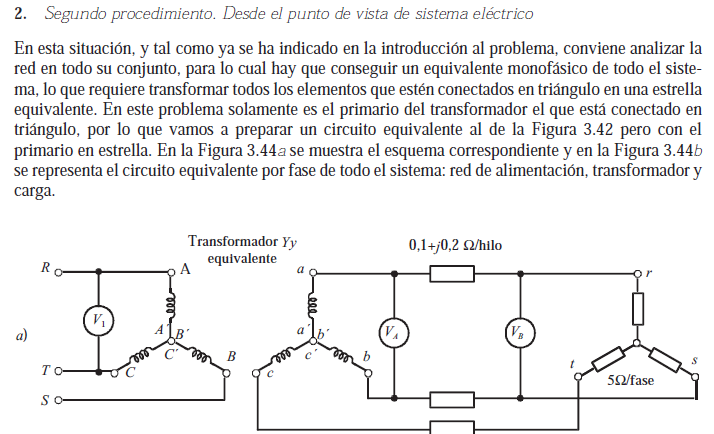 2. Segundo procedimiento. Desde el punto de vista de sistema eléctrico
En esta situación, y tal como ya se ha indicado en la introducción al problema, conviene analizar la
red en todo su conjunto, para lo cual hay que conseguir un equivalente monofásico de todo el siste-
ma, lo que requiere transformar todos los elementos que estén conectados en triángulo en una estrella
equivalente. En este problema solamente es el primario del transformador el que está conectado en
triángulo, por lo que vamos a preparar un circuito equivalente al de la Figura 3.42 pero con el
primario en estrella. En la Figura 3.44a se muestra el esquema correspondiente y en la Figura 3.44b
se representa el circuito equivalente por fase de todo el sistema: red de alimentación, transformador y
carga.
Transformador Yy
equivalente
0,1+j0,2 Ω/hilo
R
A
a
r
a)
V1
A´
B´
C´
B
C
a´
b´
c´
b
c
VA
VB
t
s
5Ω/fase
T
S